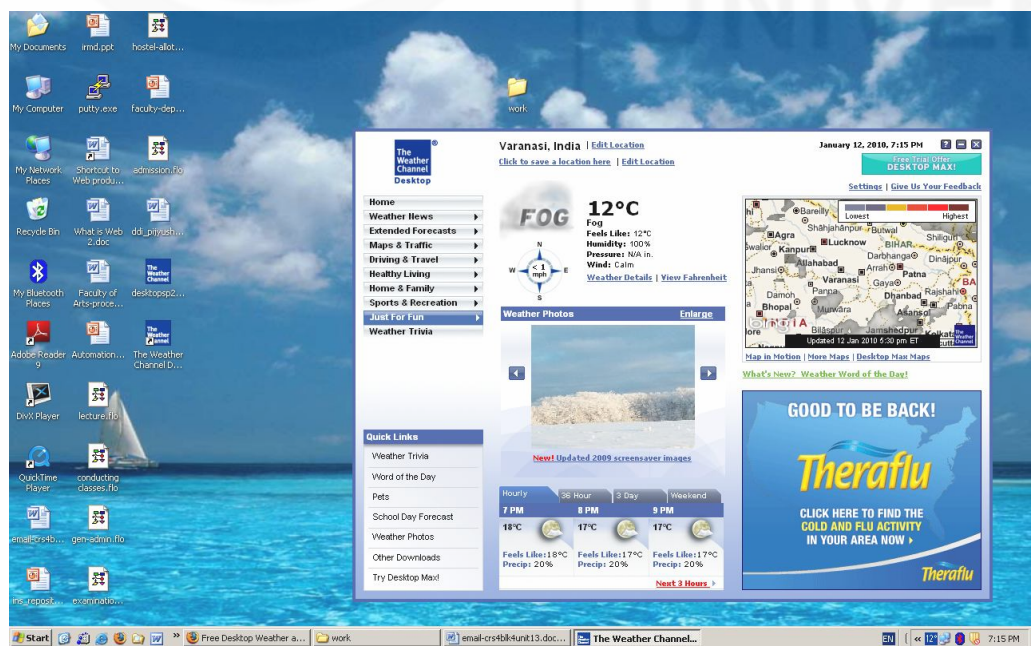 UNIVE
My Documents
irmd.ppt
hostel-allot...
My Computer
putty.exe
faculty-dep...
work
My Network Places
Shortcut to Web produ...
admission.flo
Recycle Bin
What is Web 2.doc
ddi_pijyush...
My Bluetooth Places
Faculty of Arts-proce...
desktopsp2...
Adobe Reader 9
Automation...
The Weather Channel D...
DivX Player
lecture.flo
QuickTime Player
conducting classes.flo
email-crs4b...
gen-admin.flo
ins_reposit...
examinatio...
The Weather Channel
Desktop
Varanasi, India | Edit Location
Click to save a location here | Edit Location
January 12, 2010, 7:15 PM
Free Trial Offer
DESKTOP MAX!
Settings | Give Us Your Feedback
Home
Weather News
Extended Forecasts
Maps & Traffic
Driving & Travel
Healthy Living
Home & Family
Sports & Recreation
Just For Fun
Weather Trivia
FOG
12°C
Fog
Feels Like: 12°C
Humidity: 100%
Pressure: N/A in.
Wind: Calm
Weather Details | View Fahrenheit
N
W < 1 mph E
S
Lowest Highest
Bareilly
Shāhjahānpur
Butwal
Shiligur
Agra
Lucknow
BIHAR
Gwalior
Kanpur
Darbhanga
Dinājpur
Jhansi
Allahabad
Arrah
Patna
Varanasi
Gaya
Rajshahi
BA
Damoh
Panna
Dhanbad
Pabna
Bhopal
Murwāra
Asansol
INDIA
Bilāspur
Jamshedpur
Kolkat
Updated 12 Jan 2010 5:30 pm ET
Map in Motion | More Maps | Desktop Max Maps
What's New? Weather Word of the Day!
Weather Photos
Enlarge
New! Updated 2009 screensaver images
Quick Links
Weather Trivia
Word of the Day
Pets
School Day Forecast
Weather Photos
Other Downloads
Try Desktop Max!
Hourly
36 Hour
3 Day
Weekend
7 PM
8 PM
9 PM
18°C
17°C
17°C
Feels Like:18°C
Feels Like:17°C
Feels Like:17°C
Precip: 20%
Precip: 20%
Precip: 20%
Next 3 Hours
GOOD TO BE BACK!
Theraflu
CLICK HERE TO FIND THE
COLD AND FLU ACTIVITY
IN YOUR AREA NOW
Theraflu
Start
Free Desktop Weather a...
work
email-crs4blk4unit13.doc...
The Weather Channel...
EN
12°
7:15 PM